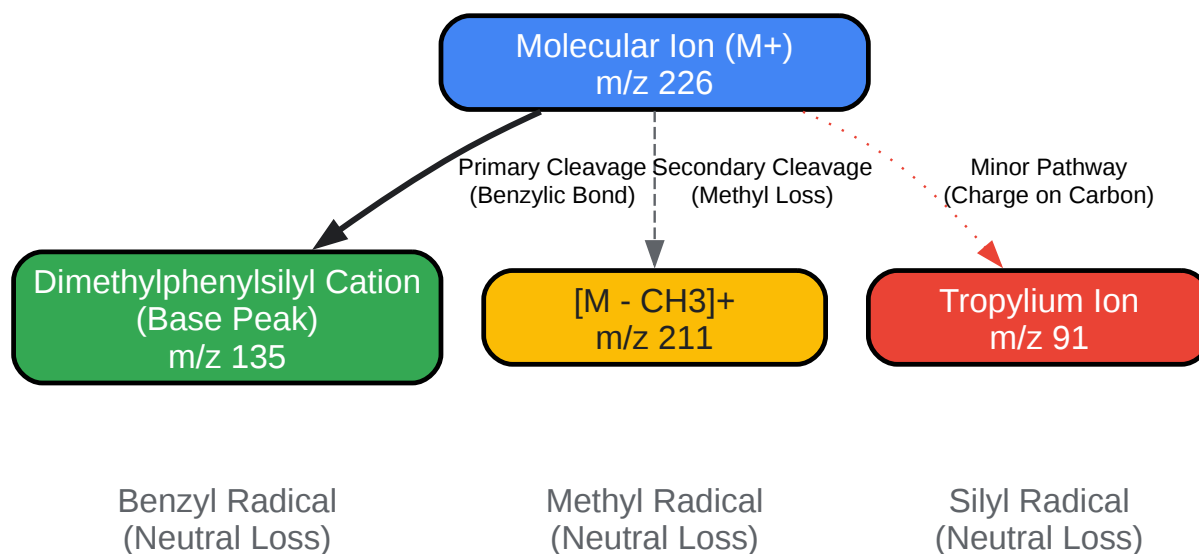 Molecular Ion (M+)
m/z 226
Primary Cleavage
(Benzylic Bond)
Secondary Cleavage
(Methyl Loss)
Minor Pathway
(Charge on Carbon)
Dimethylphenylsilyl Cation
(Base Peak)
m/z 135
[M - CH3]+
m/z 211
Tropylium Ion
m/z 91
Benzyl Radical
(Neutral Loss)
Methyl Radical
(Neutral Loss)
Silyl Radical
(Neutral Loss)